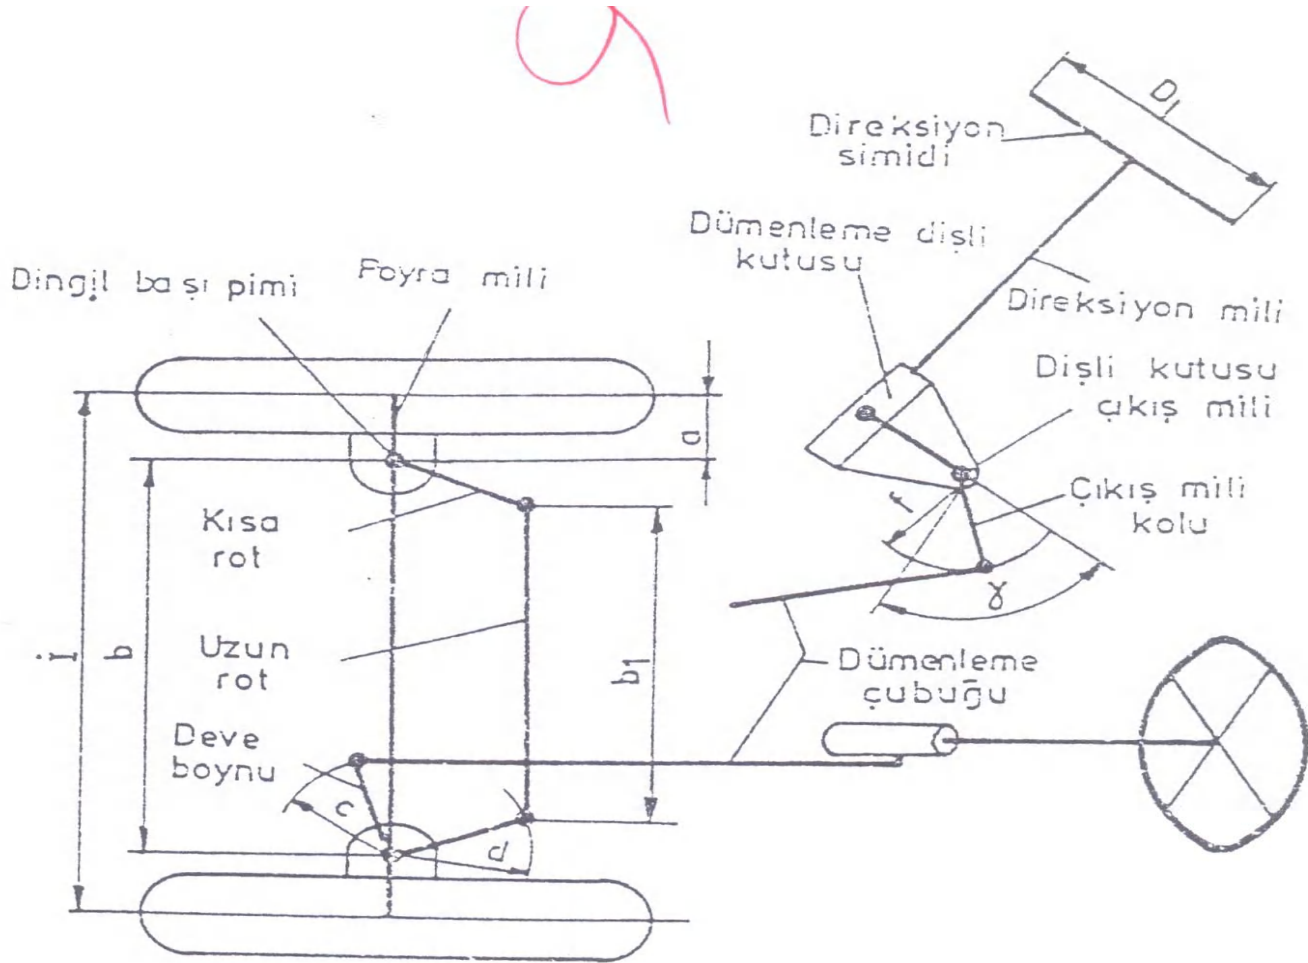 D₁
Direksiyon
simidi
Dümenleme dişli
kutusu
Dingil başı pimi
Poyra mili
Direksiyon mili
Dişli kutusu
çıkış mili
a
Kısa
rot
r
Çıkış mili
kolu
γ
İ
b
Uzun
rot
b₁
Dümenleme
çubuğu
Deve
boynu
c
d